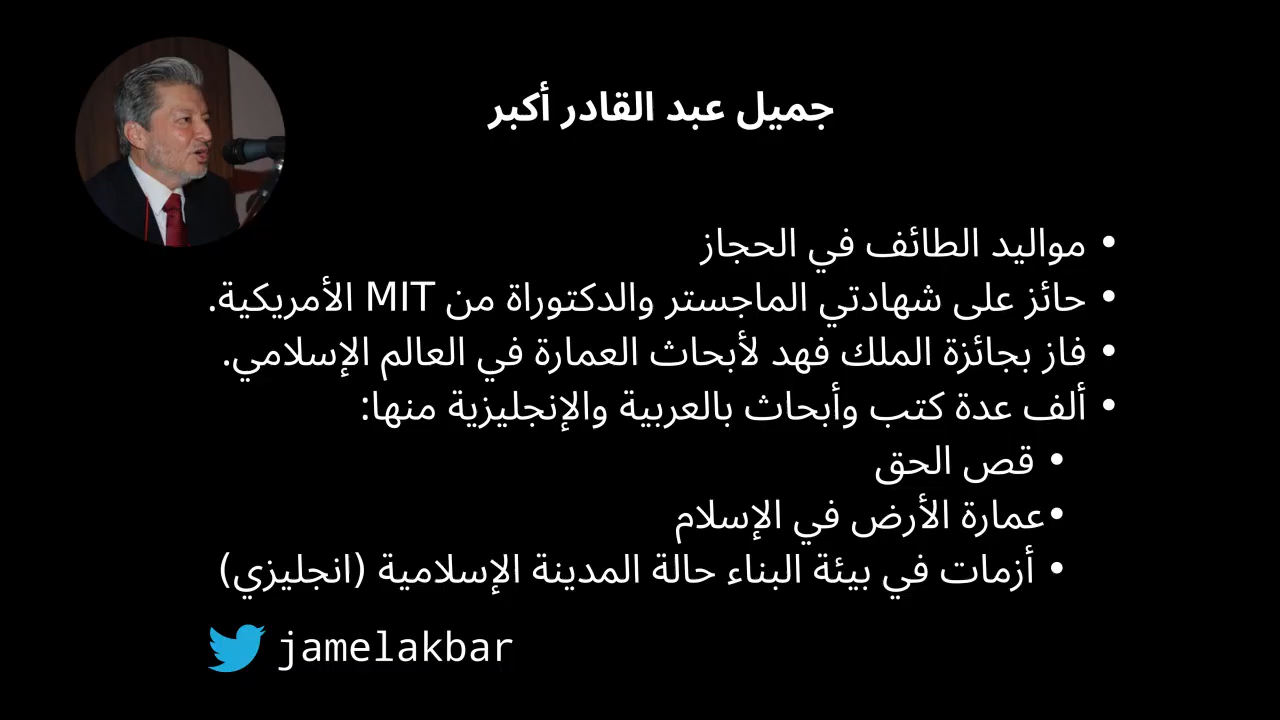 جميل عبد القادر أكبر
• مواليد الطائف في الحجاز
• حائز على شهادتي الماجستر والدكتوراة من MIT الأمريكية.
• فاز بجائزة الملك فهد لأبحاث العمارة في العالم الإسلامي.
• ألف عدة كتب وأبحاث بالعربية والإنجليزية منها:
• قص الحق
•عمارة الأرض في الإسلام
• أزمات في بيئة البناء حالة المدينة الإسلامية (انجليزي)
jamelakbar